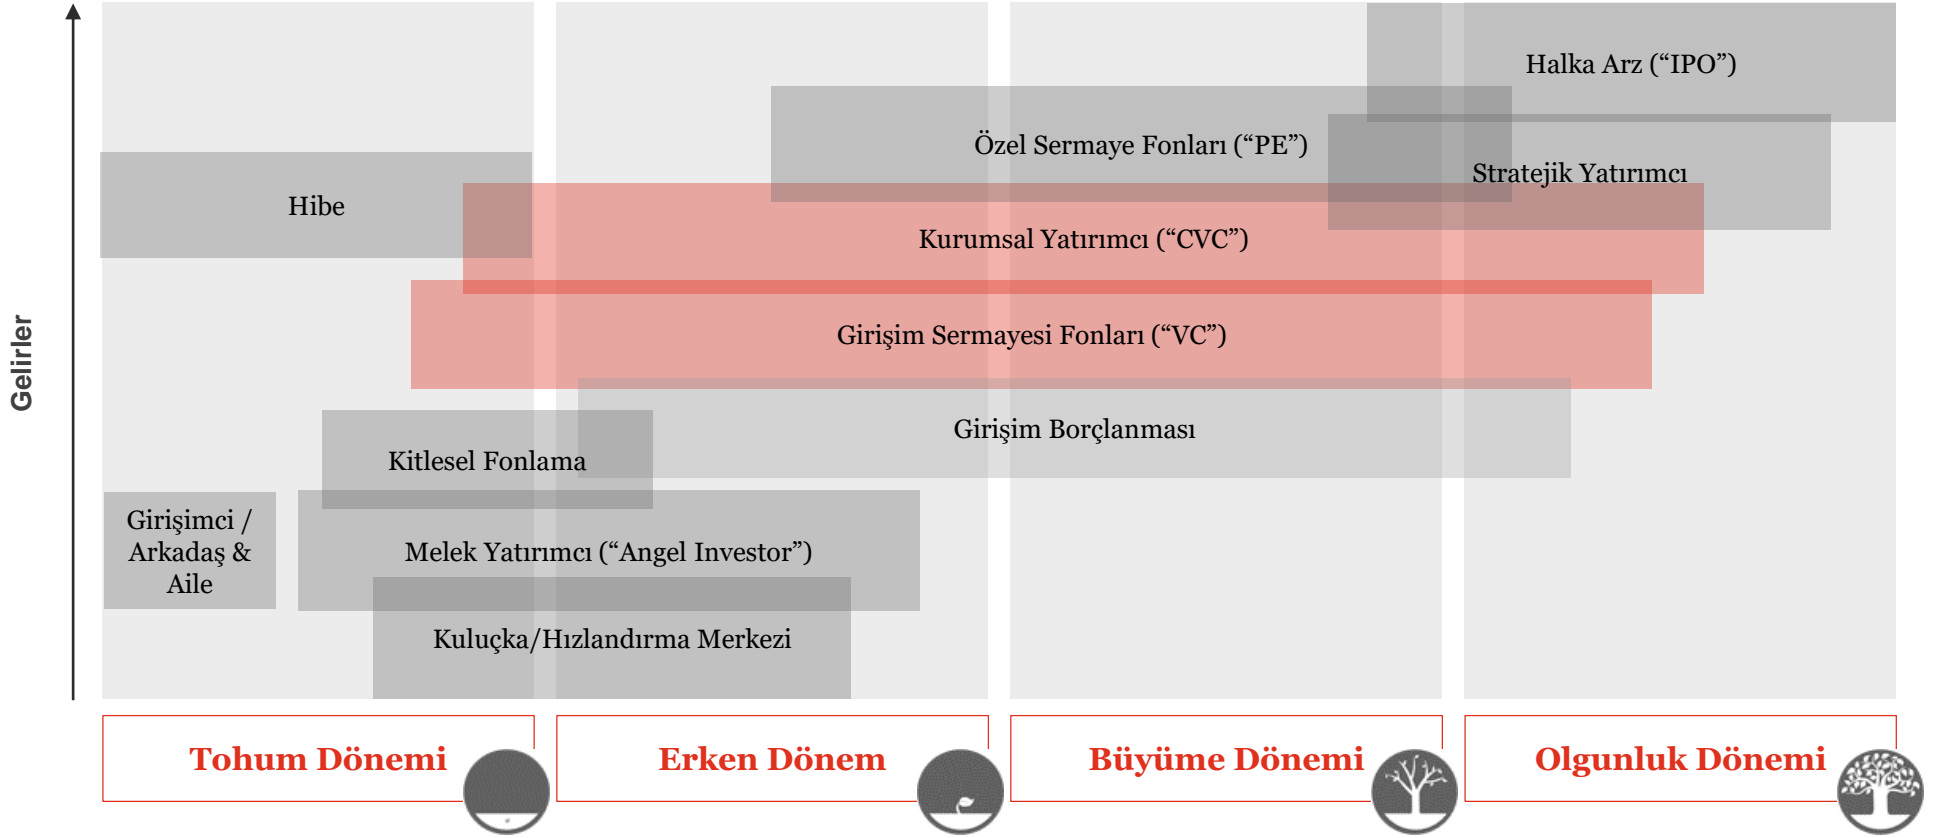 Halka Arz (“IPO”)
Özel Sermaye Fonları (“PE”)
Stratejik Yatırımcı
Hibe
Kurumsal Yatırımcı (“CVC”)
Girişim Sermayesi Fonları (“VC”)
Gelirler
Girişim Borçlanması
Kitlesel Fonlama
Girişimci /
Arkadaş &
Aile
Melek Yatırımcı (“Angel Investor”)
Kuluçka/Hızlandırma Merkezi
Tohum Dönemi
Erken Dönem
Büyüme Dönemi
Olgunluk Dönemi